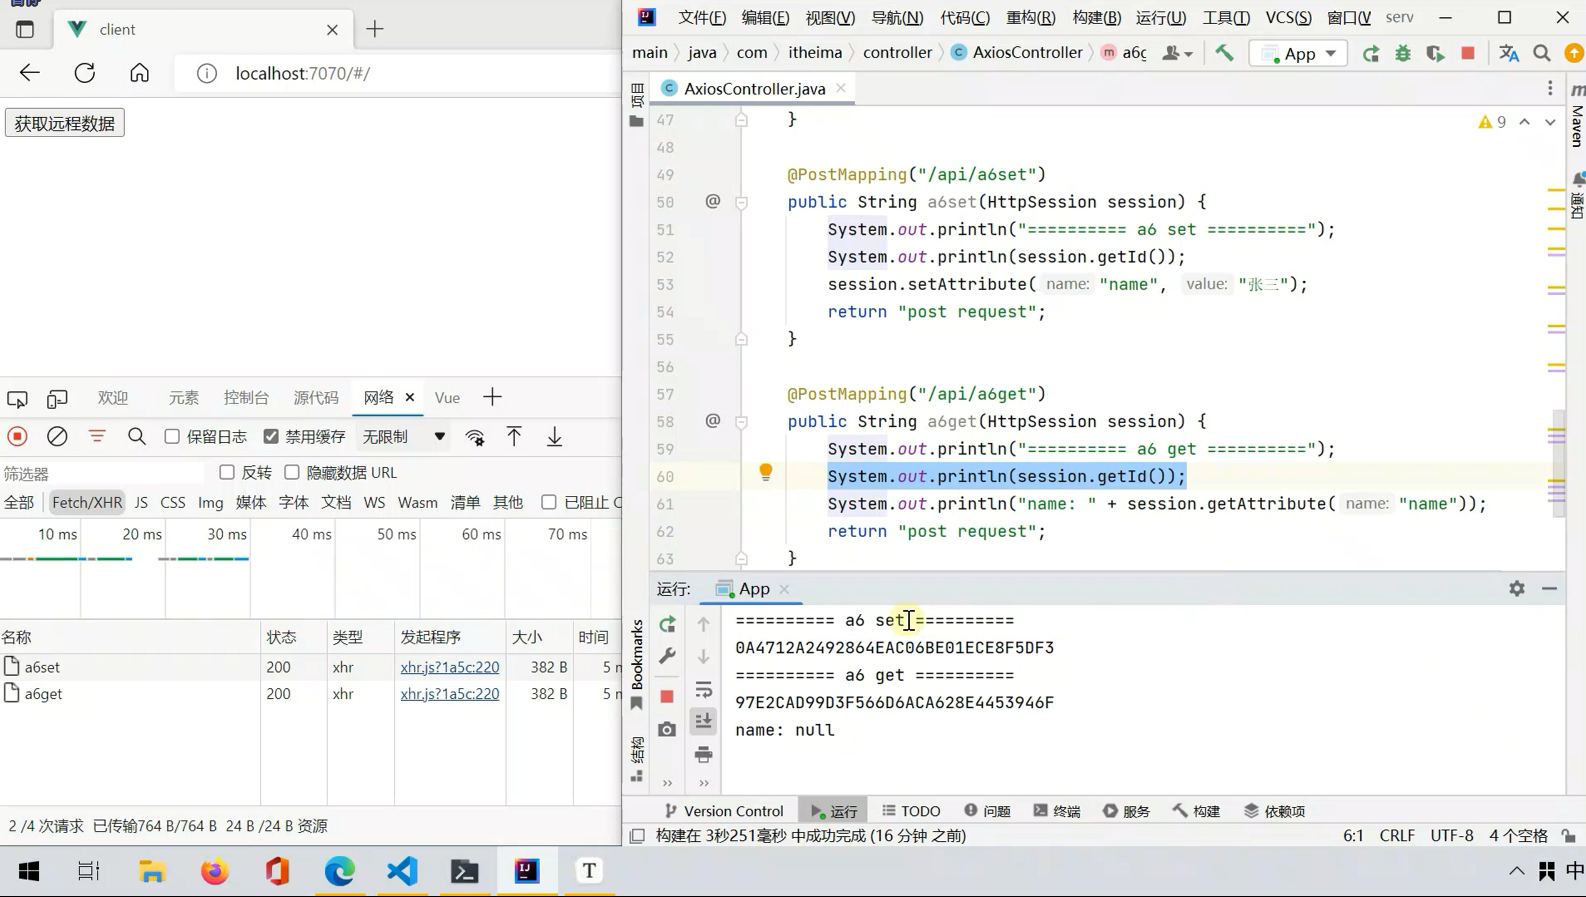 client
localhost:7070/#/
获取远程数据
欢迎 元素 控制台 源代码 网络 Vue
保留日志 禁用缓存 无限制
筛选器 反转 隐藏数据 URL
全部 Fetch/XHR JS CSS Img 媒体 字体 文档 WS Wasm 清单 其他 已阻止 C
10 ms 20 ms 30 ms 40 ms 50 ms 60 ms 70 ms
名称 状态 类型 发起程序 大小 时间
a6set 200 xhr xhr.js?1a5c:220 382 B 5 m
a6get 200 xhr xhr.js?1a5c:220 382 B 5 m
2 /4 次请求 已传输764 B/764 B 24 B /24 B 资源
文件(F) 编辑(E) 视图(V) 导航(N) 代码(C) 重构(R) 构建(B) 运行(U) 工具(T) VCS(S) 窗口(V serv
main java com itheima controller AxiosController a6g App
项目
AxiosController.java
Maven
通知
9
47 }
48
49 @PostMapping("/api/a6set")
50 public String a6set(HttpSession session) {
51 System.out.println("========== a6 set ==========");
52 System.out.println(session.getId());
53 session.setAttribute( name: "name", value: "张三");
54 return "post request";
55 }
56
57 @PostMapping("/api/a6get")
58 public String a6get(HttpSession session) {
59 System.out.println("========== a6 get ==========");
60 System.out.println(session.getId());
61 System.out.println("name: " + session.getAttribute( name: "name"));
62 return "post request";
63 }
运行: App
========== a6 set ==========
0A4712A2492864EAC06BE01ECE8F5DF3
========== a6 get ==========
97E2CAD99D3F566D6ACA628E4453946F
name: null
Bookmarks
结构
Version Control 运行 TODO 问题 终端 服务 构建 依赖项
构建在 3秒251毫秒 中成功完成 (16 分钟 之前) 6:1 CRLF UTF-8 4 个空格
T 中